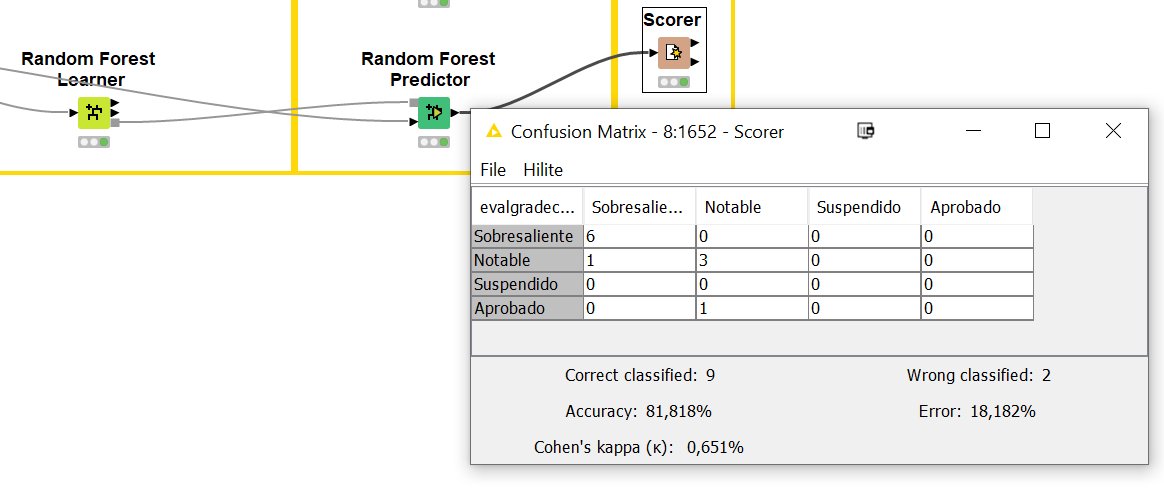 Scorer
Random Forest
Learner
Random Forest
Predictor
Confusion Matrix - 8:1652 - Scorer
File Hilite
evalgradec... Sobresalie... Notable Suspendido Aprobado
Sobresaliente 6 0 0 0
Notable 1 3 0 0
Suspendido 0 0 0 0
Aprobado 0 1 0 0
Correct classified: 9 Wrong classified: 2
Accuracy: 81,818% Error: 18,182%
Cohen's kappa (κ): 0,651%